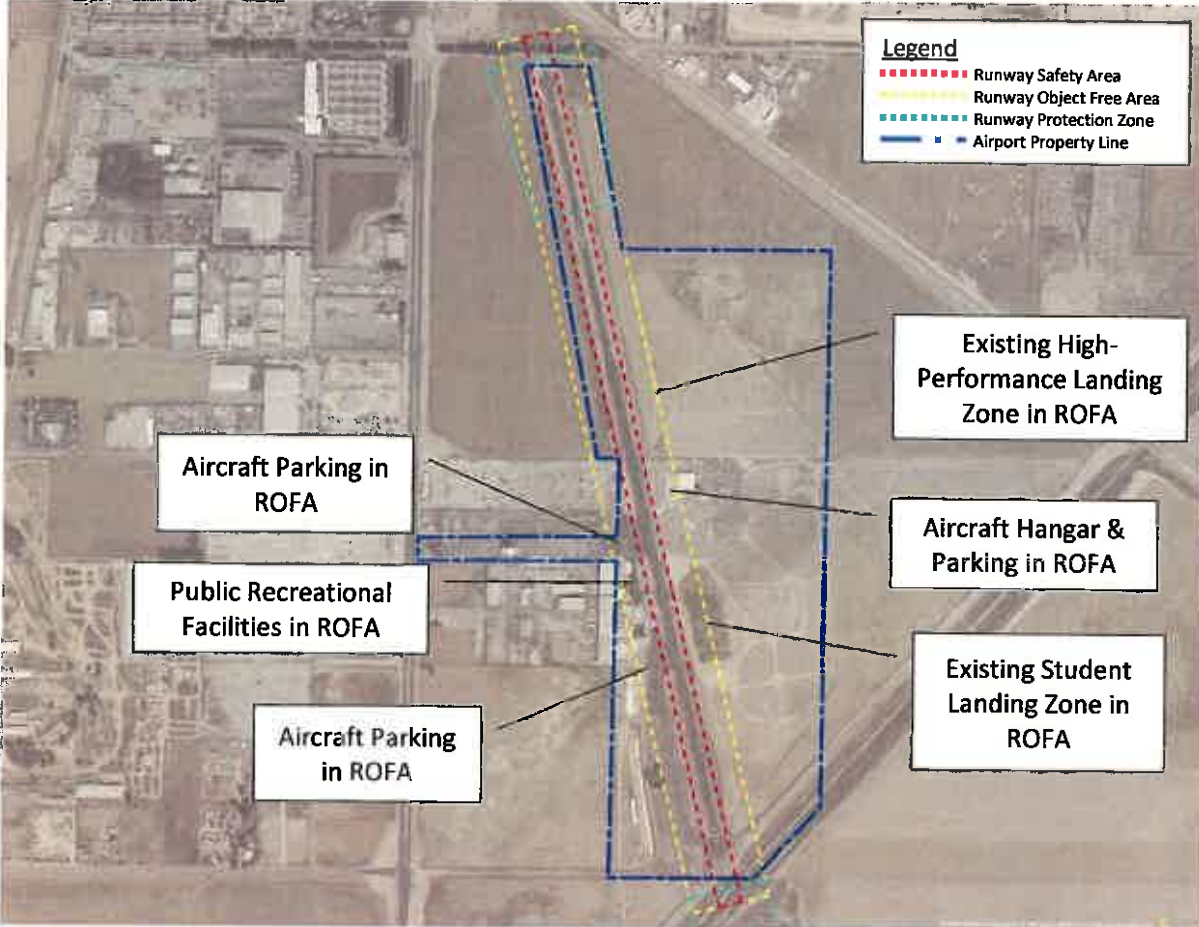 Legend
Runway Safety Area
Runway Object Free Area
Runway Protection Zone
Airport Property Line
Existing High-
Performance Landing
Zone in ROFA
Aircraft Parking in
ROFA
Aircraft Hangar &
Parking in ROFA
Public Recreational
Facilities in ROFA
Existing Student
Landing Zone in
ROFA
Aircraft Parking
in ROFA